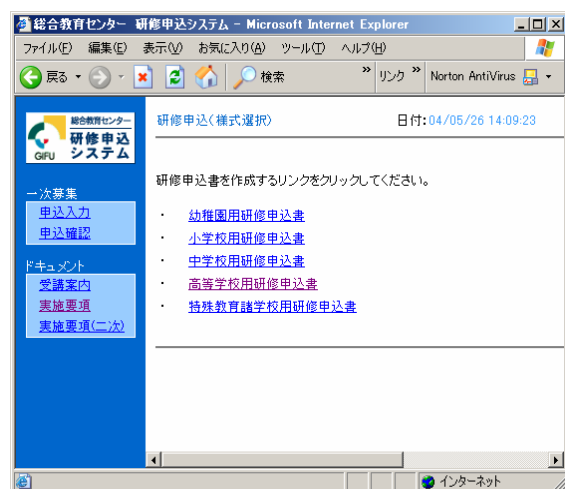 総合教育センター 研修申込システム - Microsoft Internet Explorer
ファイル(F) 編集(E) 表示(V) お気に入り(A) ツール(T) ヘルプ(H)
戻る 検索 » リンク » Norton AntiVirus
総合教育センター
研修申込
システム
GIFU
研修申込(様式選択) 日付:04/05/26 14:09:23
一次募集
申込入力
申込確認
ドキュメント
受講案内
実施要項
実施要項(二次)
研修申込書を作成するリンクをクリックしてください。
・ 幼稚園用研修申込書
・ 小学校用研修申込書
・ 中学校用研修申込書
・ 高等学校用研修申込書
・ 特殊教育諸学校用研修申込書
インターネット